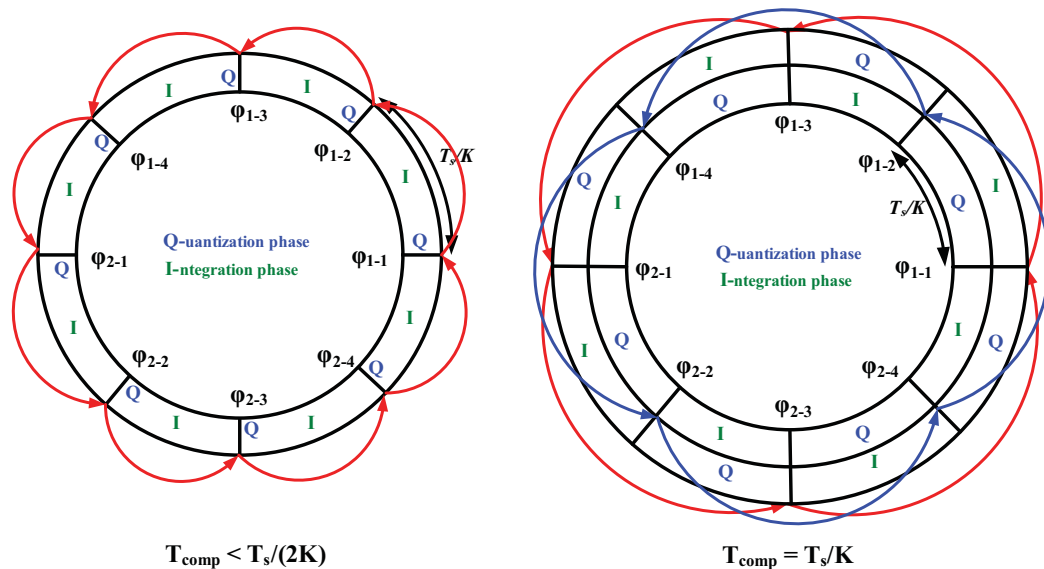 Q
Q
I
I
φ1-3
Q
Q
φ1-2
φ1-4
Ts/K
I
I
Q-uantization phase
I-ntegration phase
φ2-1
φ1-1
Q
Q
I
I
φ2-2
φ2-4
Q
Q
φ2-3
Q
I
I
Tcomp < Ts/(2K)
I
Q
Q
I
φ1-3
φ1-2
φ1-4
Q
I
Ts/K
I
Q
Q-uantization phase
I-ntegration phase
φ2-1
φ1-1
I
Q
I
Q
φ2-2
φ2-4
φ2-3
I
Q
Q
I
Tcomp = Ts/K